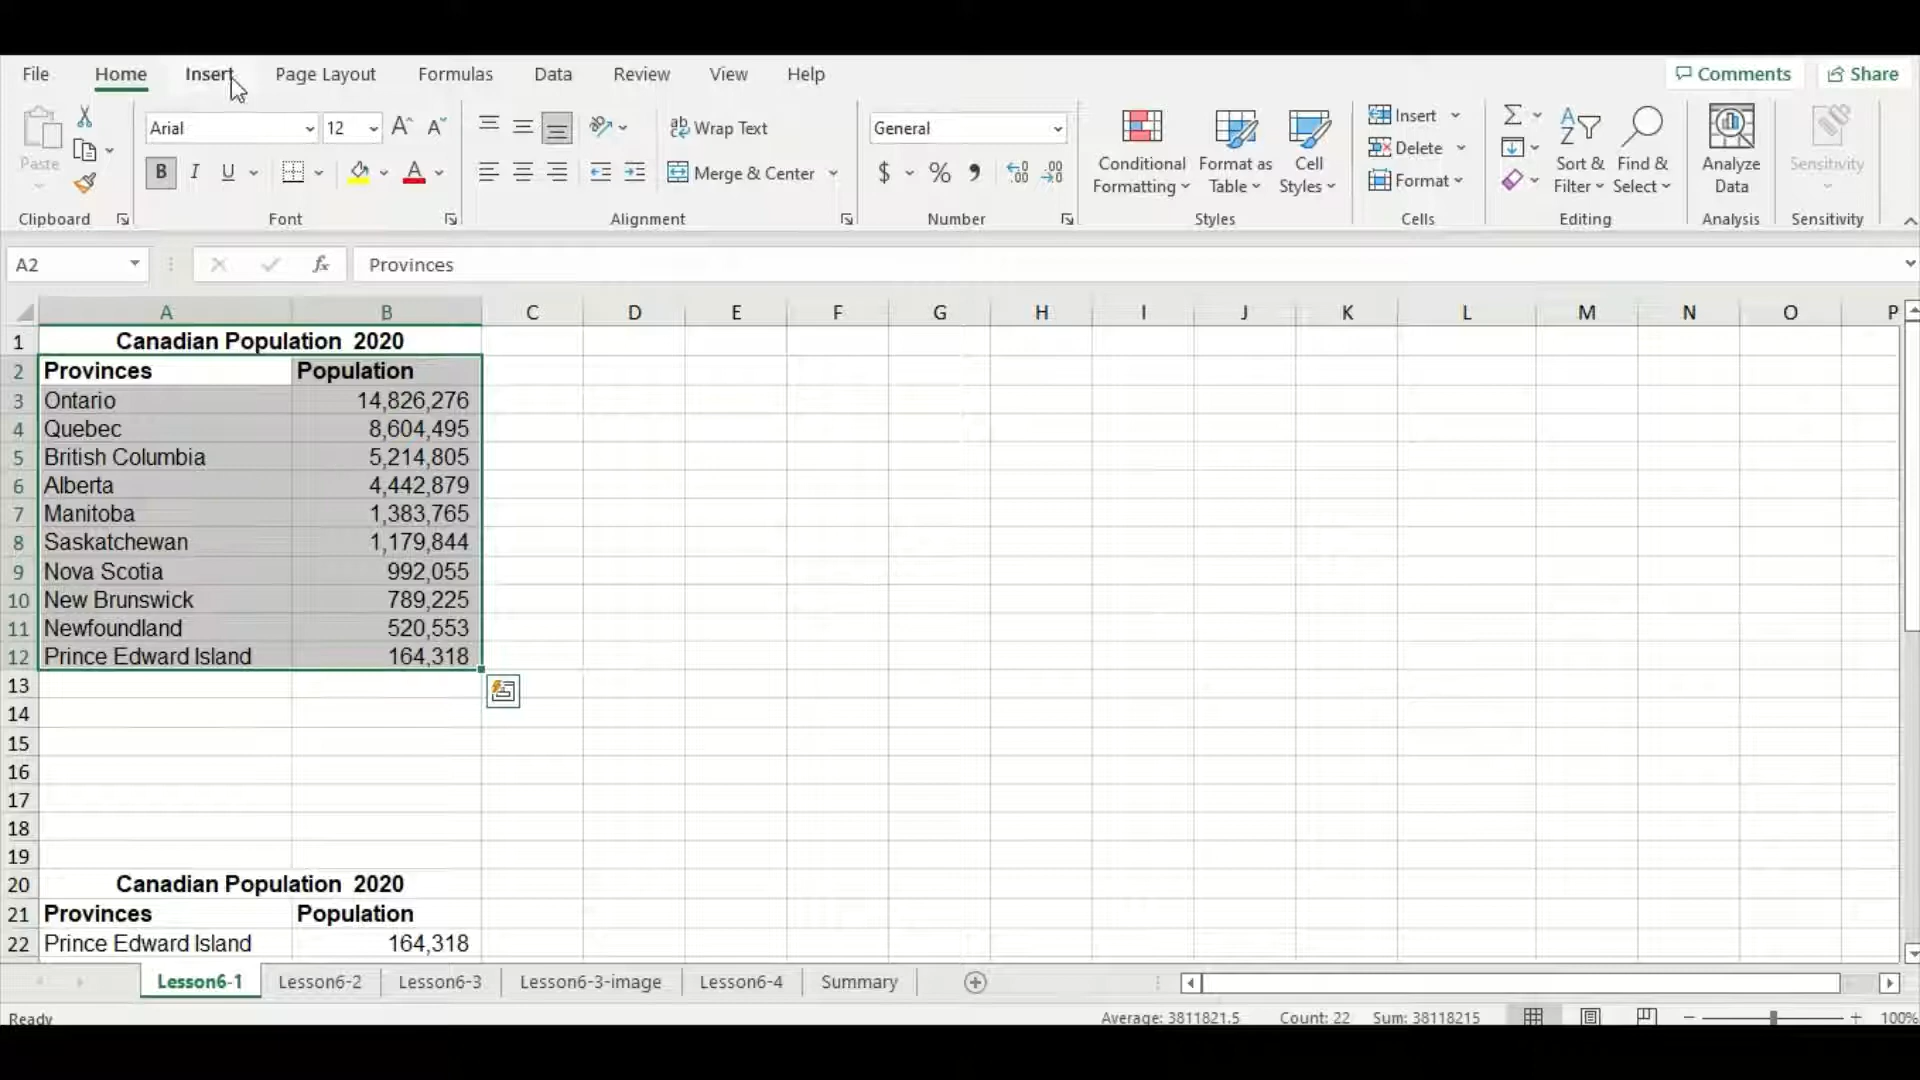 File Home Insert Page Layout Formulas Data Review View Help Comments Share
Arial 12 Wrap Text General Insert
Paste B I U Merge & Center $ % Conditional Formatting Format as Table Cell Styles Delete Format Sort & Filter Find & Select Analyze Data Sensitivity
Clipboard Font Alignment Number Styles Cells Editing Analysis Sensitivity
A2 fx Provinces
A B C D E F G H I J K L M N O P
1 Canadian Population 2020
2 Provinces Population
3 Ontario 14,826,276
4 Quebec 8,604,495
5 British Columbia 5,214,805
6 Alberta 4,442,879
7 Manitoba 1,383,765
8 Saskatchewan 1,179,844
9 Nova Scotia 992,055
10 New Brunswick 789,225
11 Newfoundland 520,553
12 Prince Edward Island 164,318
13
14
15
16
17
18
19
20 Canadian Population 2020
21 Provinces Population
22 Prince Edward Island 164,318
Lesson6-1 Lesson6-2 Lesson6-3 Lesson6-3-image Lesson6-4 Summary
Ready Average: 3811821.5 Count: 22 Sum: 38118215 100%